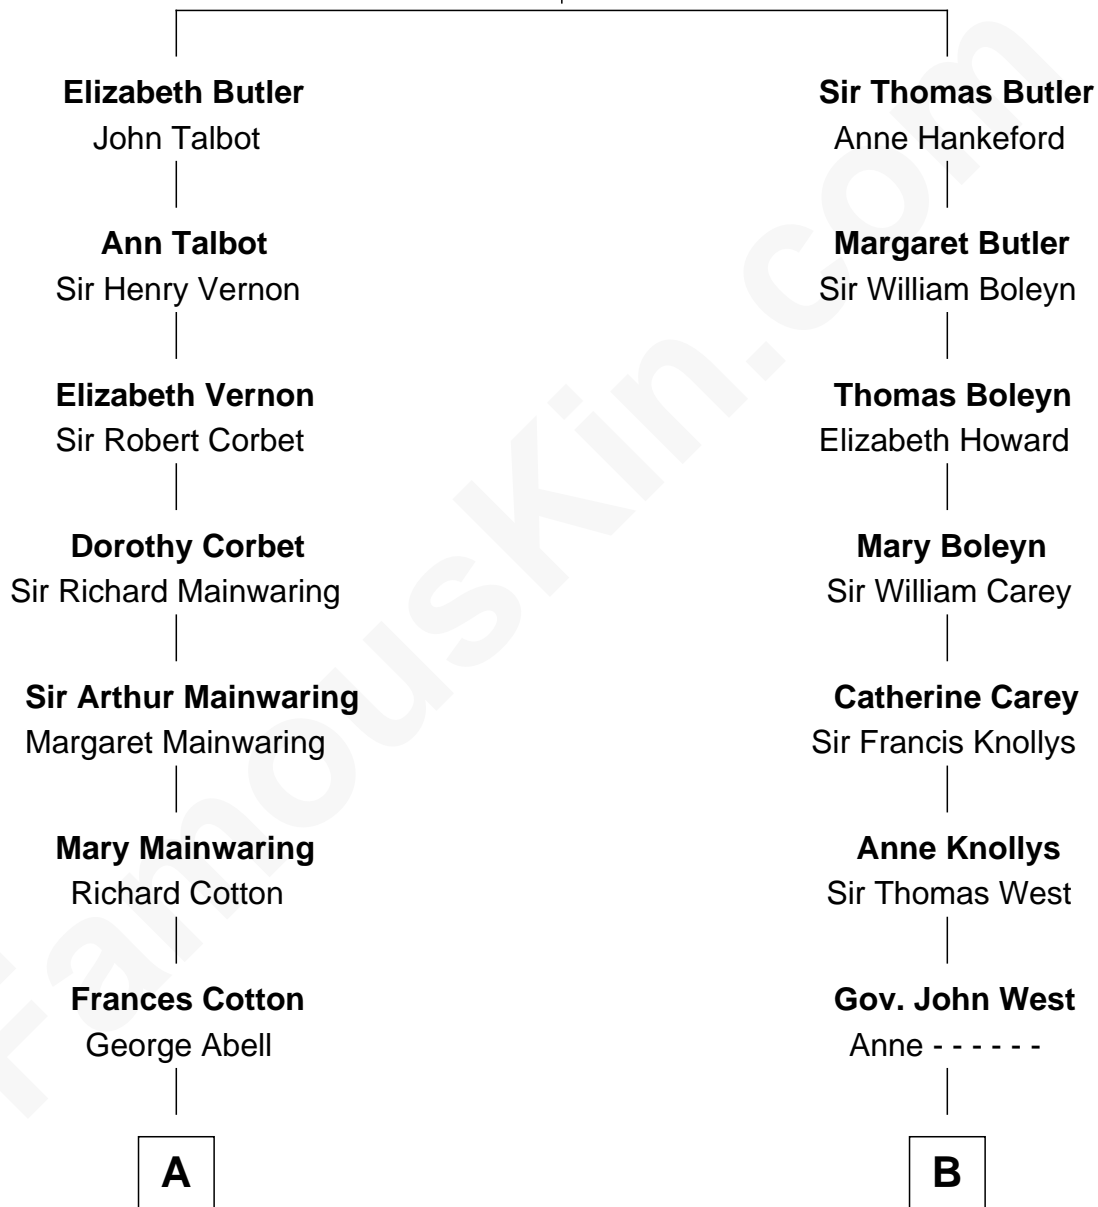 Elizabeth Butler
John Talbot
Ann Talbot
Sir Henry Vernon
Elizabeth Vernon
Sir Robert Corbet
Dorothy Corbet
Sir Richard Mainwaring
Sir Arthur Mainwaring
Margaret Mainwaring
Mary Mainwaring
Richard Cotton
Frances Cotton
George Abell
A
Sir Thomas Butler
Anne Hankeford
Margaret Butler
Sir William Boleyn
Thomas Boleyn
Elizabeth Howard
Mary Boleyn
Sir William Carey
Catherine Carey
Sir Francis Knollys
Anne Knollys
Sir Thomas West
Gov. John West
Anne - - - - - -
B
FamousKin.com